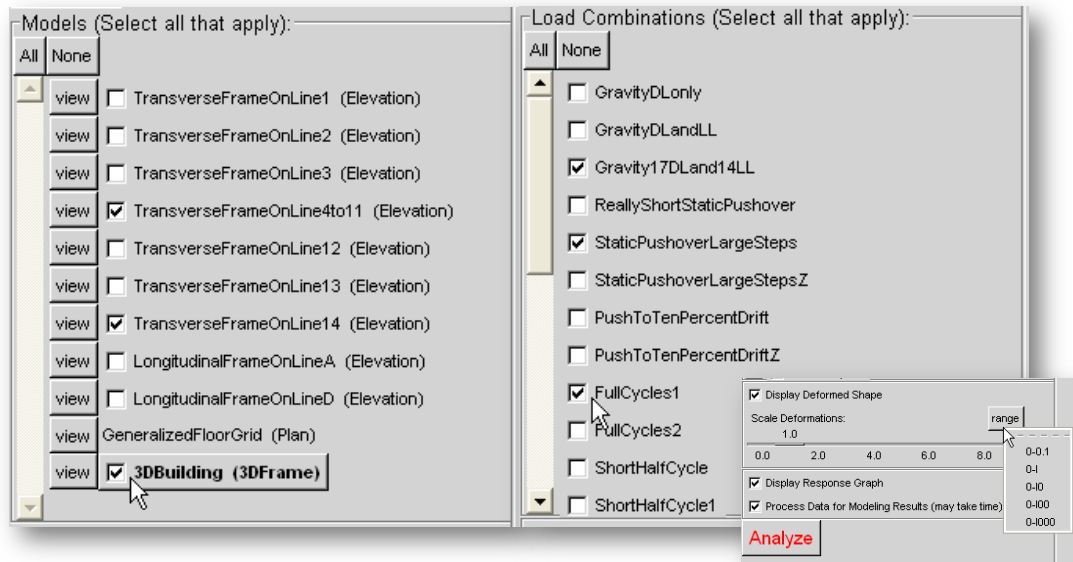 Models (Select all that apply):
All None
view TransverseFrameOnLine1 (Elevation)
view TransverseFrameOnLine2 (Elevation)
view TransverseFrameOnLine3 (Elevation)
view TransverseFrameOnLine4to11 (Elevation)
view TransverseFrameOnLine12 (Elevation)
view TransverseFrameOnLine13 (Elevation)
view TransverseFrameOnLine14 (Elevation)
view LongitudinalFrameOnLineA (Elevation)
view LongitudinalFrameOnLineD (Elevation)
view GeneralizedFloorGrid (Plan)
view 3DBuilding (3DFrame)
Load Combinations (Select all that apply):
All None
GravityDLonly
GravityDLandLL
Gravity17DLand14LL
ReallyShortStaticPushover
StaticPushoverLargeSteps
StaticPushoverLargeStepsZ
PushToTenPercentDrift
PushToTenPercentDriftZ
FullCycles1
FullCycles2
ShortHalfCycle
ShortHalfCycle1
Display Deformed Shape
Scale Deformations:
range
1.0
0.0 2.0 4.0 6.0 8.0
0-0.1
0-1
0-10
0-100
0-1000
Display Response Graph
Process Data for Modeling Results (may take time)
Analyze